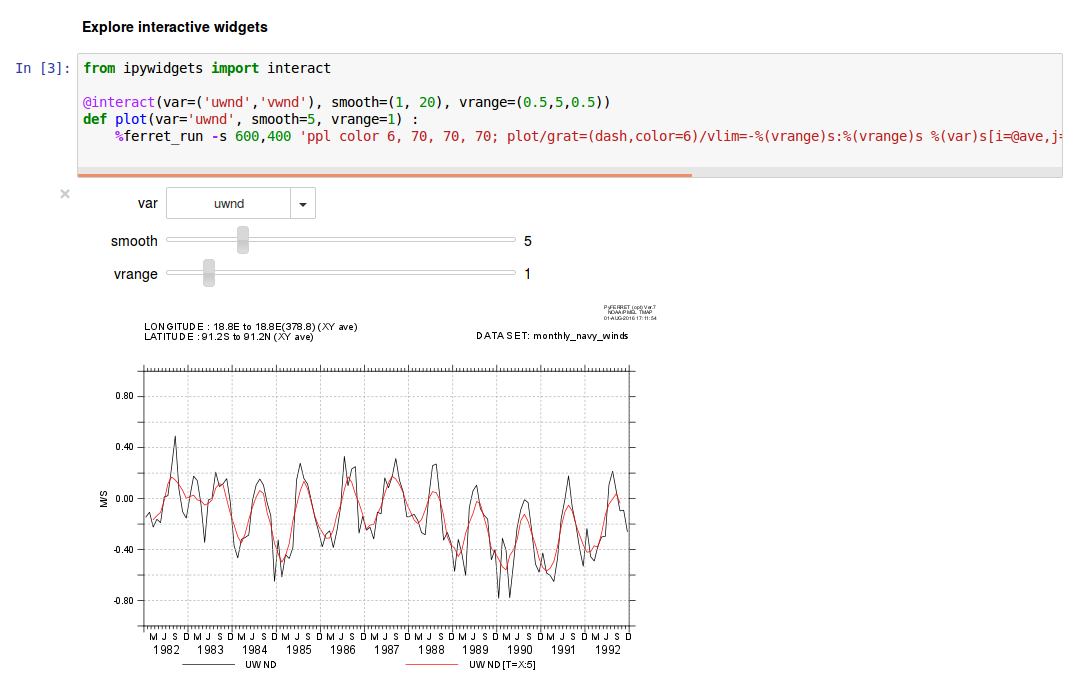 Explore interactive widgets
In [3]:
from ipywidgets import interact
@interact(var=('uwnd','vwnd'), smooth=(1, 20), vrange=(0.5,5,0.5))
def plot(var='uwnd', smooth=5, vrange=1) :
%ferret_run -s 600,400 'ppl color 6, 70, 70, 70; plot/grat=(dash,color=6)/vlim=-%(vrange)s:%(vrange)s %(var)s[i=@ave,j=
×
var uwnd
smooth 5
vrange 1
PyFERRET (opt) Ver.7
NOAA/PMEL TMAP
01-AUG-2016 17:11:54
LONGITUDE : 18.8E to 18.8E(378.8) (XY ave)
LATITUDE : 91.2S to 91.2N (XY ave)
DATA SET: monthly_navy_winds
0.80
0.40
0.00
-0.40
-0.80
M/S
M J S D M J S D M J S D M J S D M J S D M J S D M J S D M J S D M J S D M J S D M J S D
1982 1983 1984 1985 1986 1987 1988 1989 1990 1991 1992
UWND UWND[T=X:5]